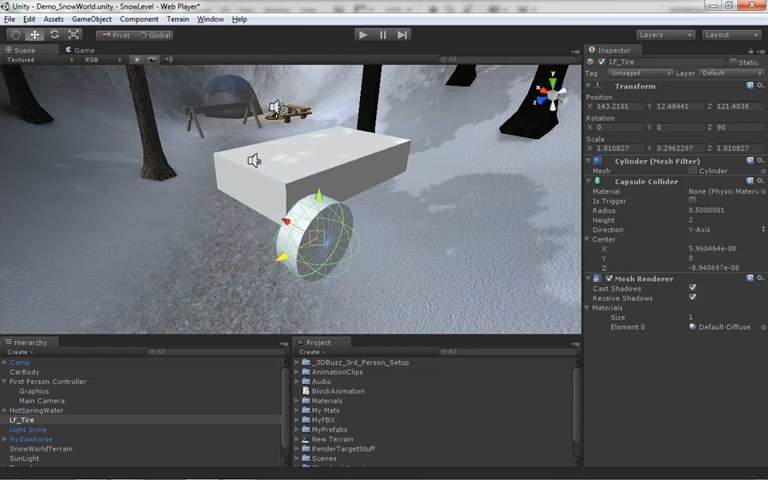 Unity - Demo_SnowWorld.unity - SnowLevel - Web Player*
File Edit Assets GameObject Component Terrain Window Help
Pivot Global Layers Layout
Scene Game
Textured RGB All
y
x
z
Inspector
LF_Tire Static
Tag Untagged Layer Default
Transform
Position
X 143.2101 Y 12.48441 Z 121.4038
Rotation
X 0 Y 0 Z 90
Scale
X 1.810827 Y 0.2962297 Z 1.810827
Cylinder (Mesh Filter)
Mesh Cylinder
Capsule Collider
Material None (Physic Materi
Is Trigger
Radius 0.5000001
Height 2
Direction Y-Axis
Center
X 5.960464e-08
Y 0
Z -8.940697e-08
Mesh Renderer
Cast Shadows
Receive Shadows
Materials
Size 1
Element 0 Default-Diffuse
Hierarchy
Create All
Camp
CarBody
First Person Controller
Graphics
Main Camera
HotSpringWater
LF_Tire
Light Snow
MySawhorse
SnowWorldTerrain
SunLight
Project
Create All
_3DBuzz_3rd_Person_Setup
AnimationClips
Audio
BlockAnimation
Materials
My Mats
MyFBX
MyPrefabs
New Terrain
RenderTargetStuff
Scenes